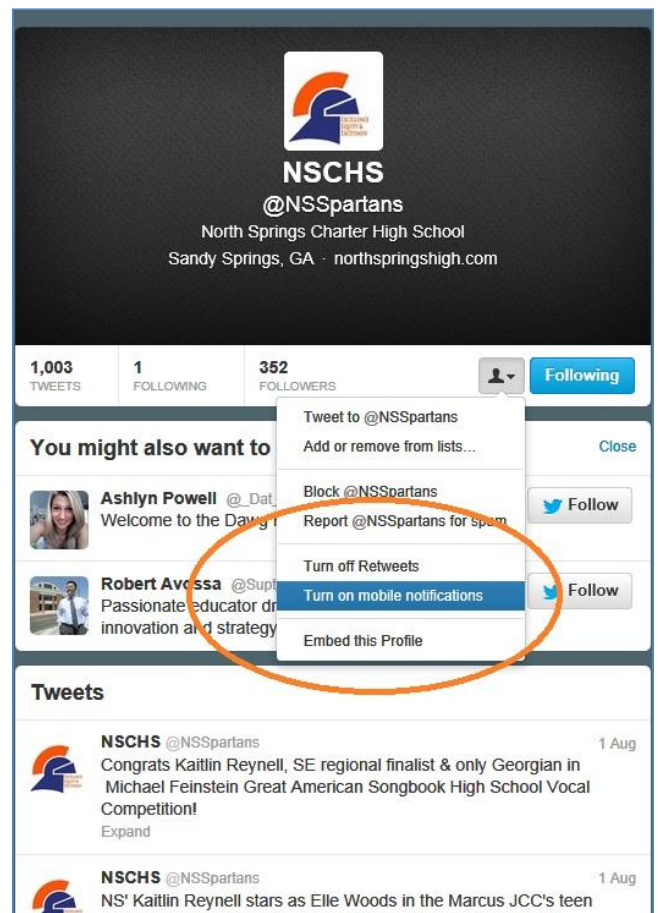 EXCELLENCE
EQUITY &
EXCITEMENT
NSCHS
@NSSpartans
North Springs Charter High School
Sandy Springs, GA · northspringshigh.com
1,003
TWEETS
1
FOLLOWING
352
FOLLOWERS
Following
Tweet to @NSSpartans
Add or remove from lists...
Block @NSSpartans
Report @NSSpartans for spam
Turn off Retweets
Turn on mobile notifications
Embed this Profile
You might also want to
Close
Ashlyn Powell @_Dat_
Welcome to the Dawg
Follow
Robert Avossa @Supt
Passionate educator
innovation and strategy
Follow
Tweets
NSCHS @NSSpartans 1 Aug
Congrats Kaitlin Reynell, SE regional finalist & only Georgian in
Michael Feinstein Great American Songbook High School Vocal
Competition!
Expand
NSCHS @NSSpartans 1 Aug
NS' Kaitlin Reynell stars as Elle Woods in the Marcus JCC's teen